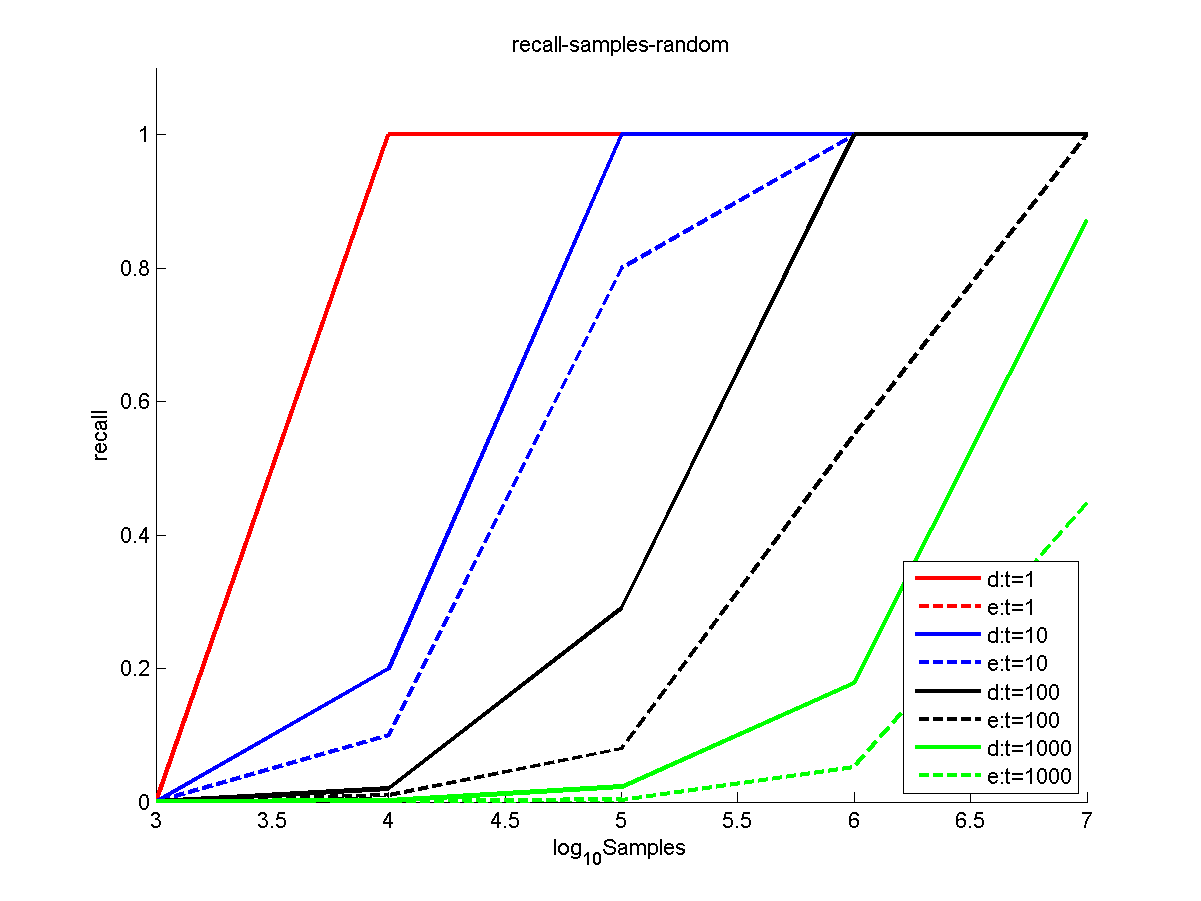 recall-samples-random
recall
1
0.8
0.6
0.4
0.2
0
3 3.5 4 4.5 5 5.5 6 6.5 7
log10Samples
d:t=1
e:t=1
d:t=10
e:t=10
d:t=100
e:t=100
d:t=1000
e:t=1000